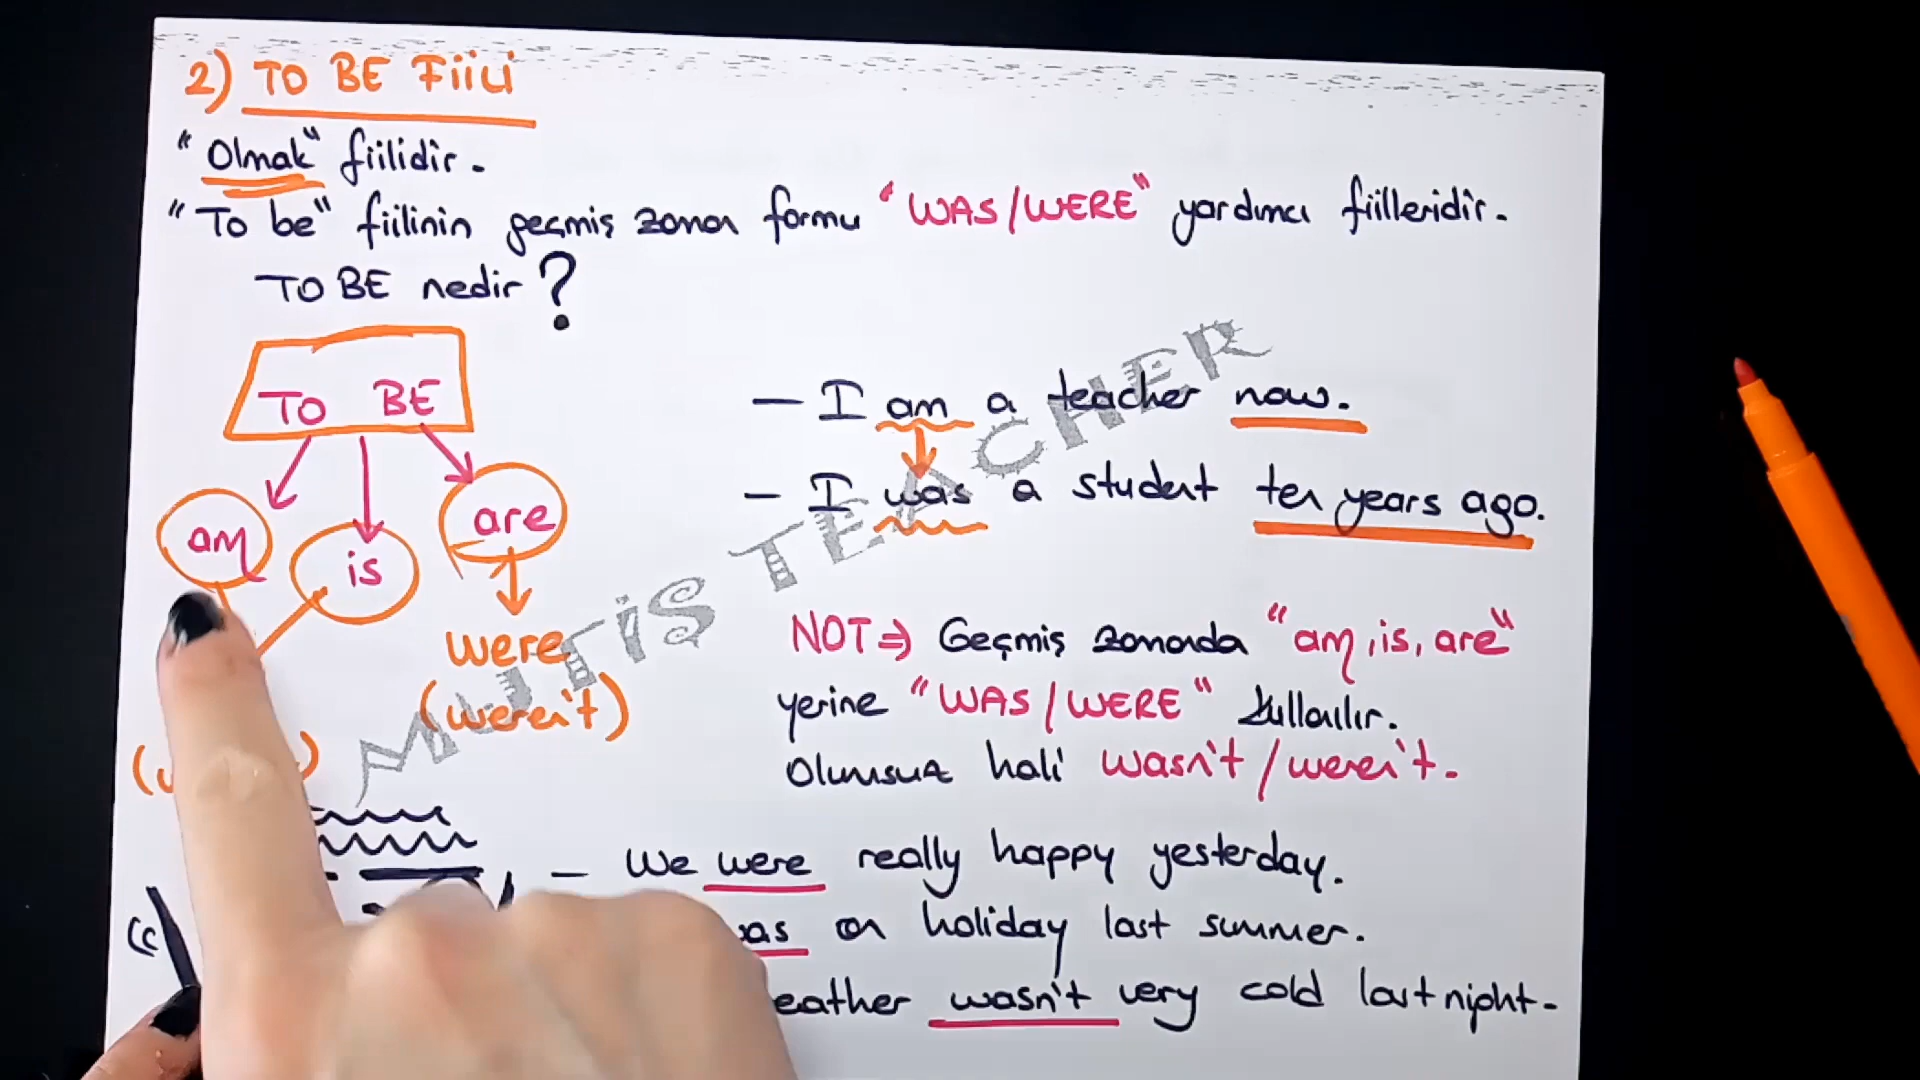 2) TO BE Fiili
"Olmak" fiilidir.
"To be" fiilinin geçmiş zaman formu "WAS/WERE" yardımcı fiilleridir.
TO BE nedir?
TO BE
am
is
are
were
(weren't)
- I am a teacher now.
- I was a student ten years ago.
NOT⇒ Geçmiş zamanda "am, is, are"
yerine "WAS/WERE" kullanılır.
Olumsuz hali wasn't/weren't.
- We were really happy yesterday.
on holiday last summer.
wasn't very cold last night.
MUTİS TEACHER